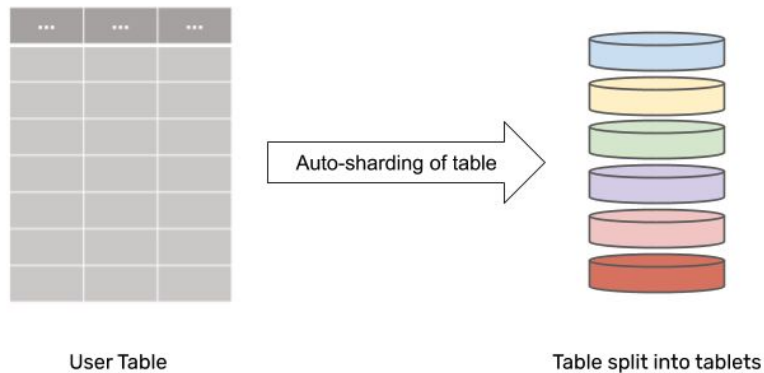 ... ... ...
Auto-sharding of table
User Table
Table split into tablets